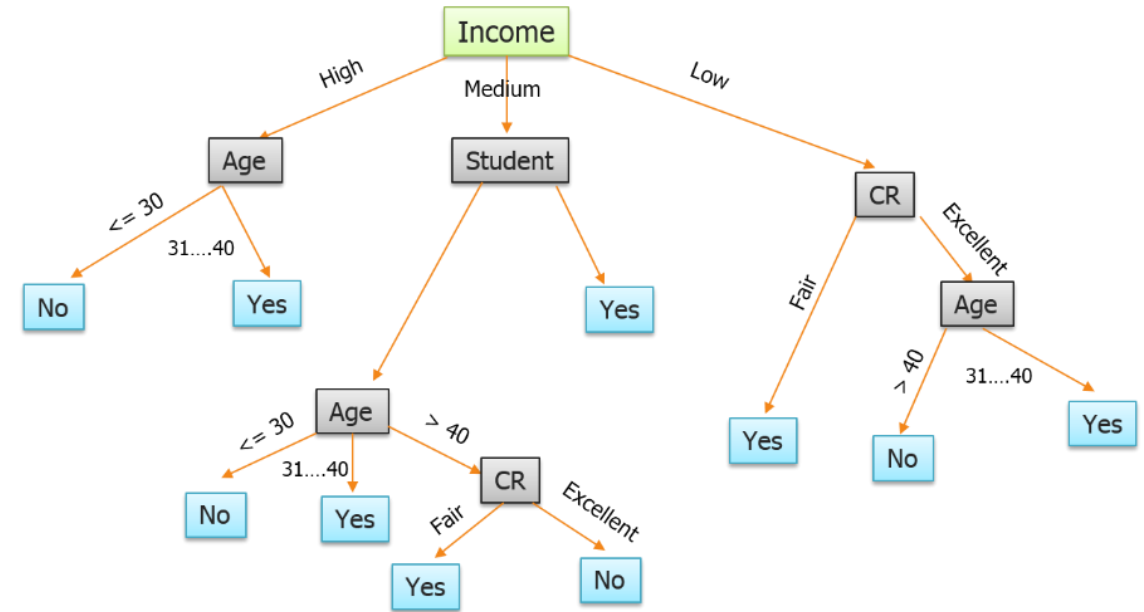 Income
High
Medium
Low
Age
Student
CR
<= 30
31....40
Excellent
Fair
No
Yes
Yes
Age
> 40
31....40
Age
<= 30
31....40
> 40
Yes
Yes
No
CR
No
Yes
Fair
Excellent
Yes
No